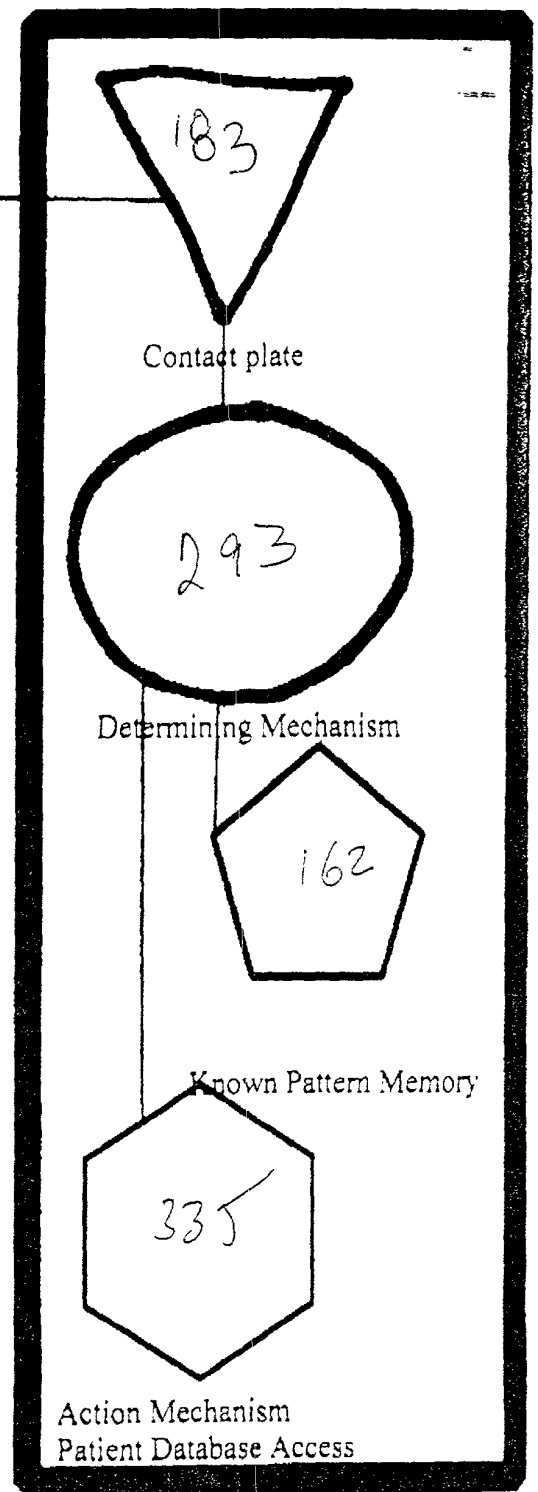 183
Contact plate
293
Determining Mechanism
162
Known Pattern Memory
335
Action Mechanism
Patient Database Access